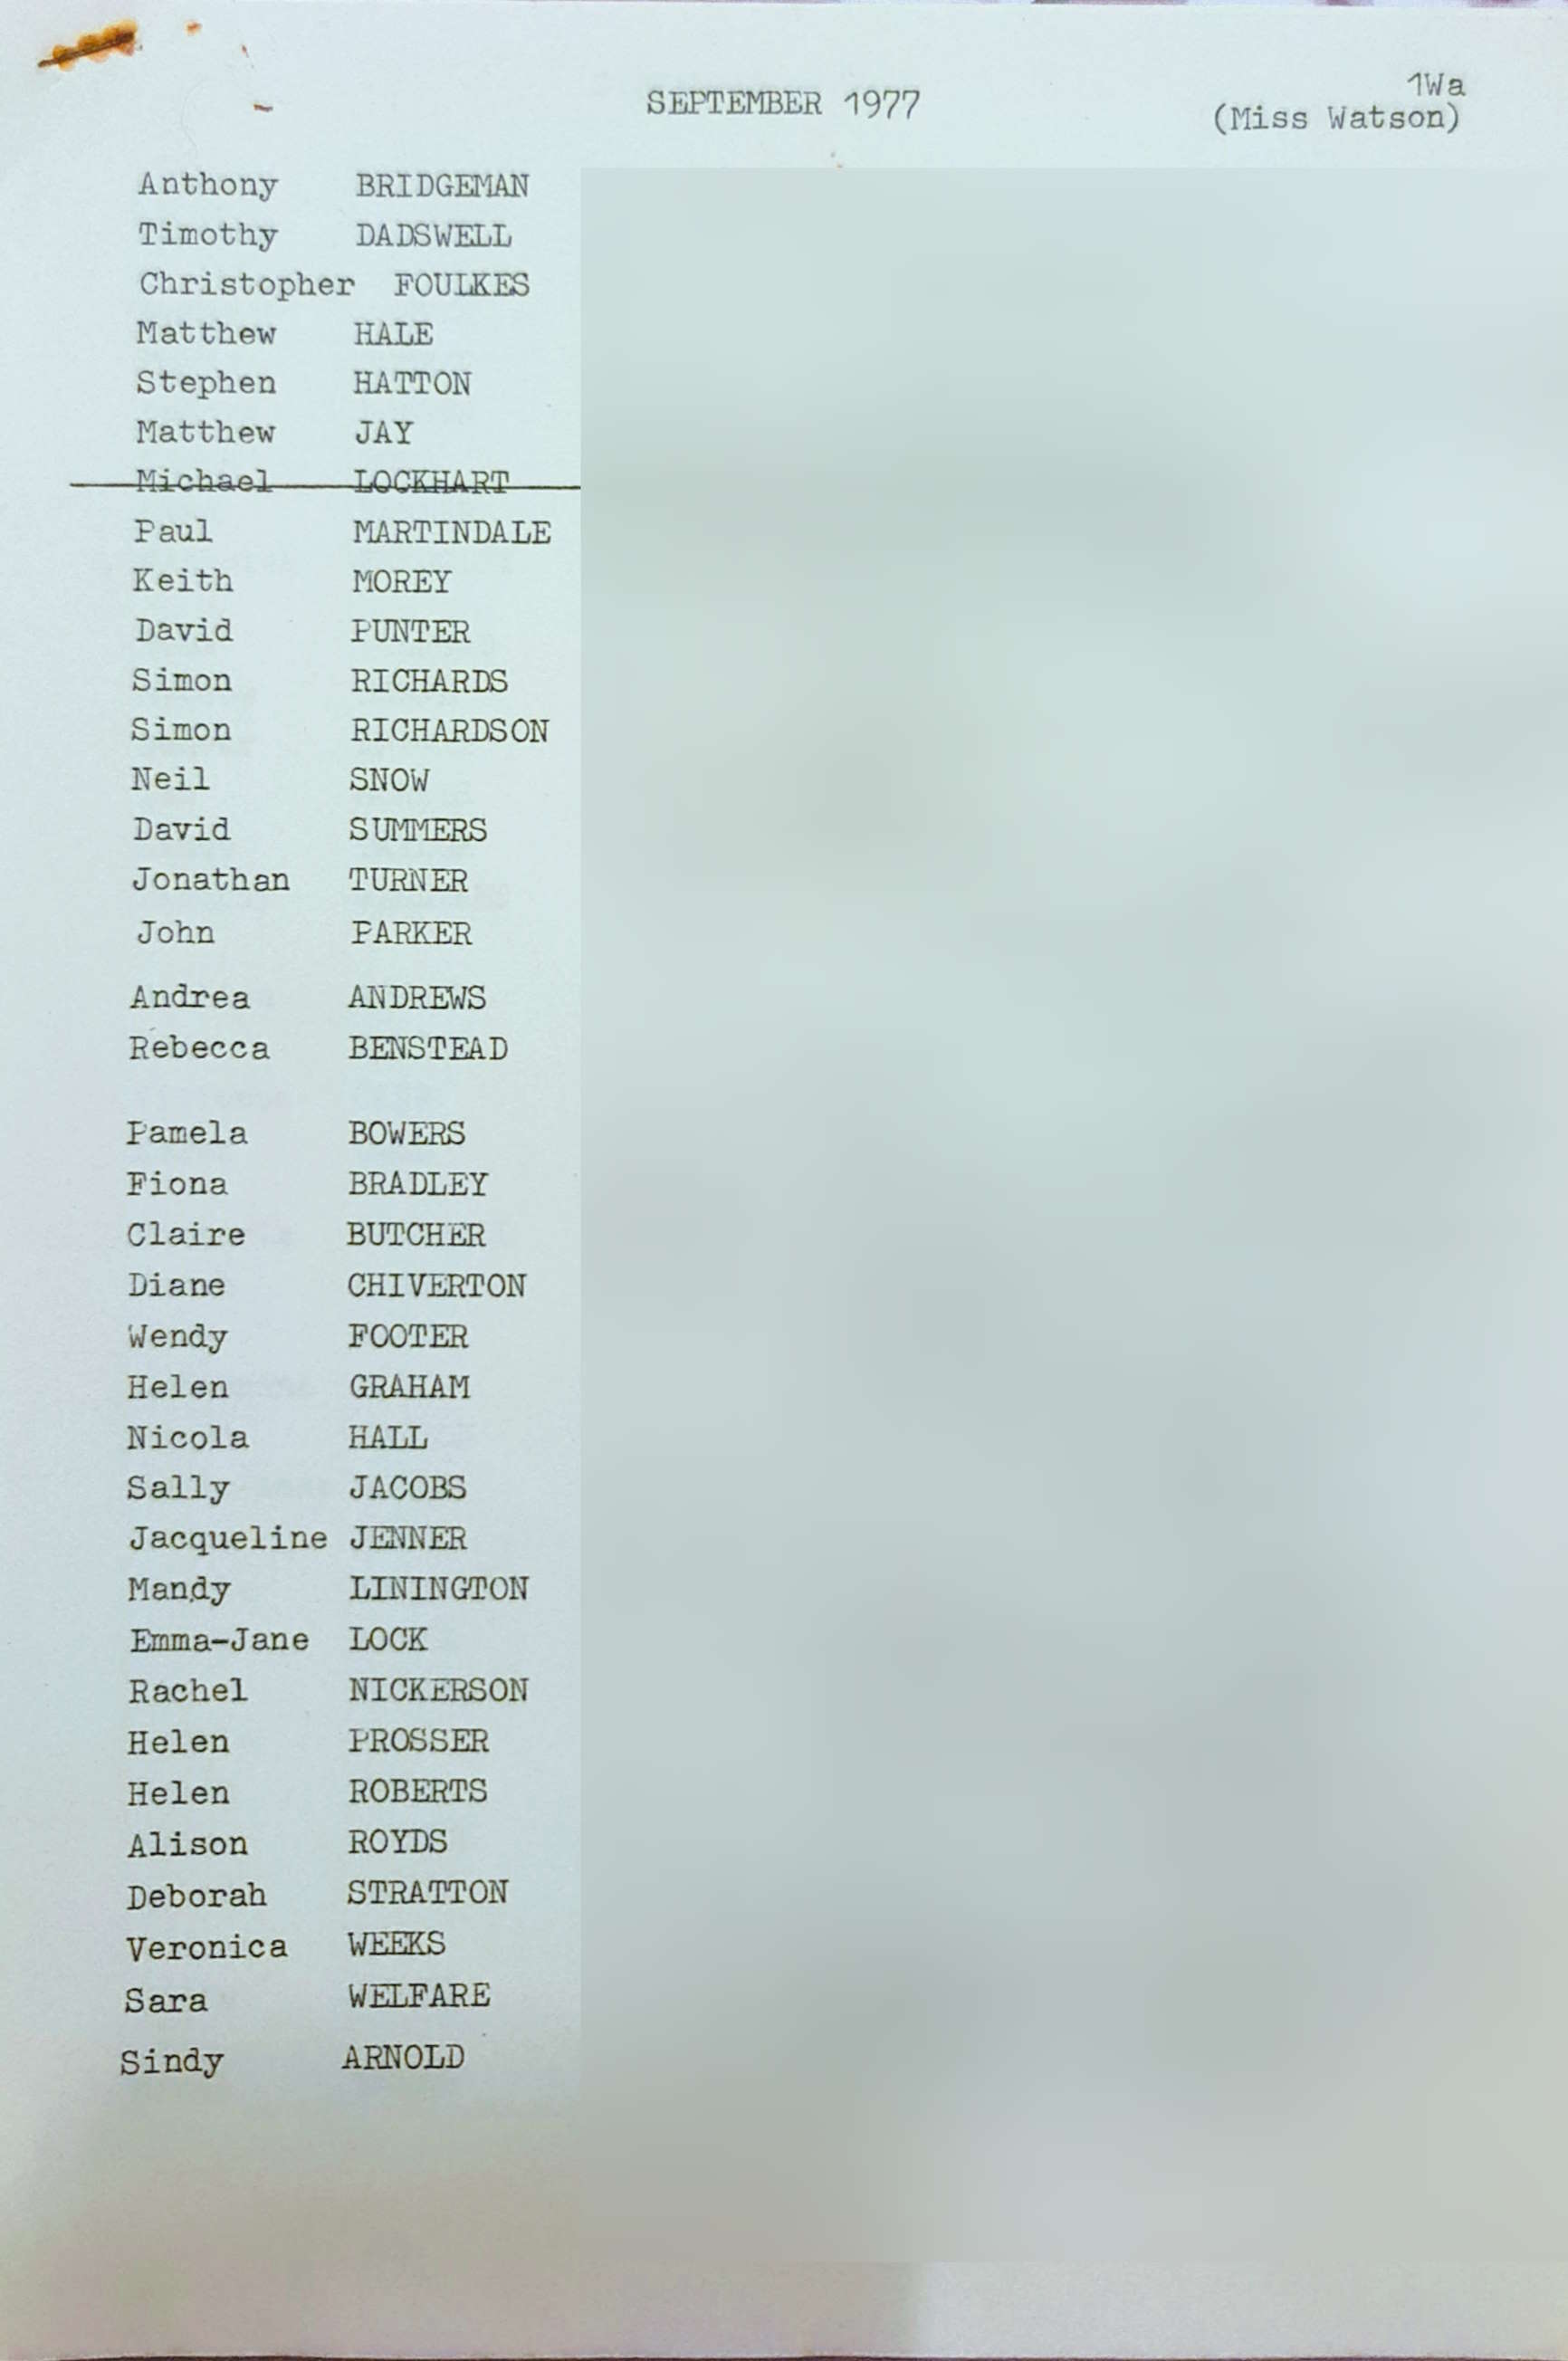 1Wa
SEPTEMBER 1977
(Miss Watson)
Anthony BRIDGEMAN
Timothy DADSWELL
Christopher FOULKES
Matthew HALE
Stephen HATTON
Matthew JAY
Michael LOCKHART
Paul MARTINDALE
Keith MOREY
David PUNTER
Simon RICHARDS
Simon RICHARDSON
Neil SNOW
David SUMMERS
Jonathan TURNER
John PARKER
Andrea ANDREWS
Rebecca BENSTEAD
Pamela BOWERS
Fiona BRADLEY
Claire BUTCHER
Diane CHIVERTON
Wendy FOOTER
Helen GRAHAM
Nicola HALL
Sally JACOBS
Jacqueline JENNER
Mandy LININGTON
Emma-Jane LOCK
Rachel NICKERSON
Helen PROSSER
Helen ROBERTS
Alison ROYDS
Deborah STRATTON
Veronica WEEKS
Sara WELFARE
Sindy ARNOLD